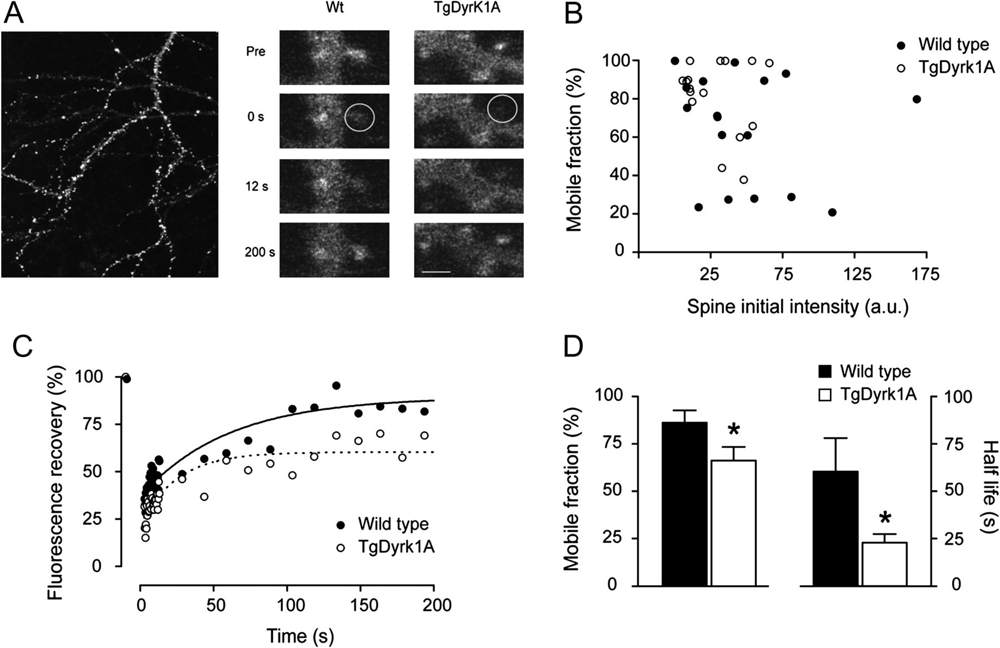 A
Wt
TgDyrK1A
Pre
0 s
12 s
200 s
B
Wild type
TgDyrk1A
Mobile fraction (%)
100
80
60
40
20
0
25
75
125
175
Spine initial intensity (a.u.)
C
Fluorescence recovery (%)
100
75
50
25
0
Wild type
TgDyrk1A
0
50
100
150
200
Time (s)
D
Wild type
TgDyrk1A
Mobile fraction (%)
100
75
50
25
0
*
*
100
75
50
25
0
Half life (s)